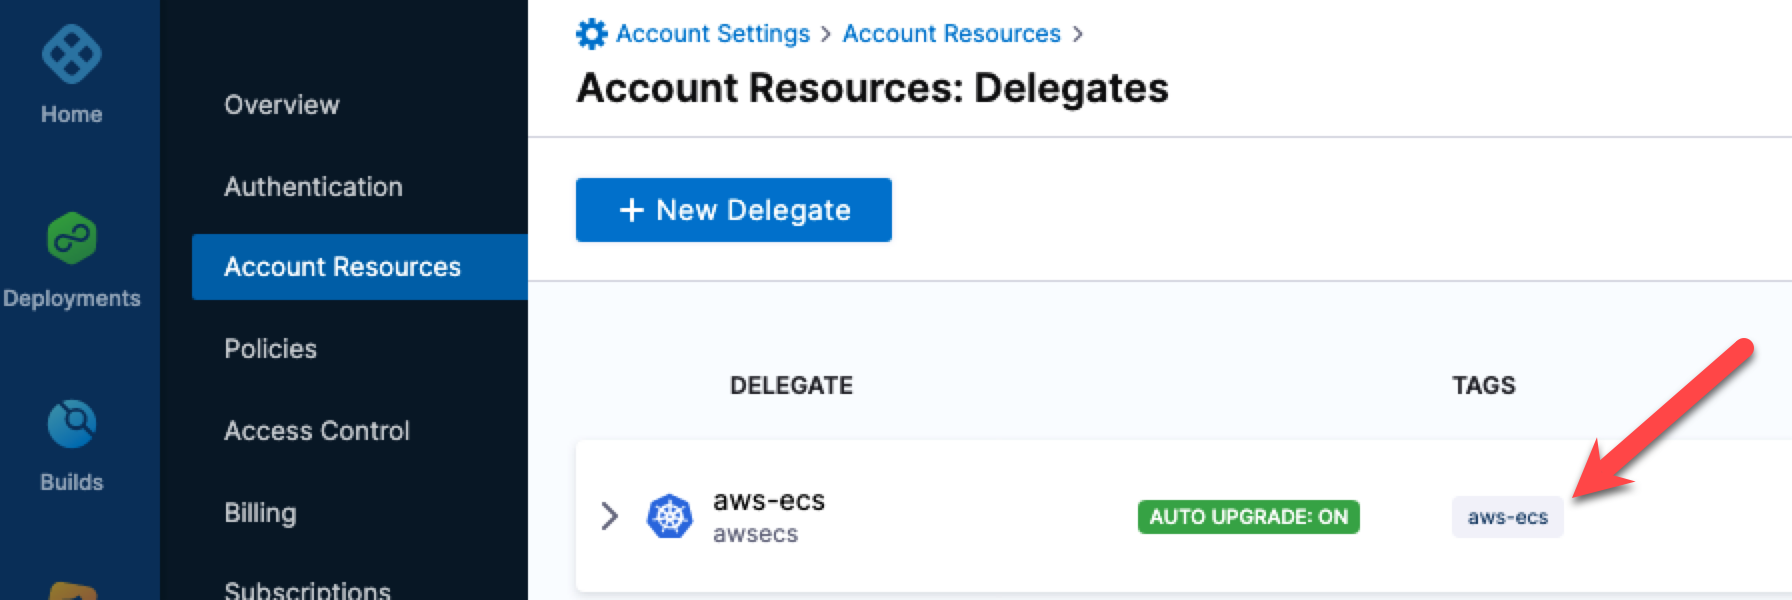 Home
Deployments
Builds
Overview
Authentication
Account Resources
Policies
Access Control
Billing
Subscriptions
Account Settings > Account Resources >
Account Resources: Delegates
+ New Delegate
DELEGATE TAGS
aws-ecs
awsecs
AUTO UPGRADE: ON
aws-ecs